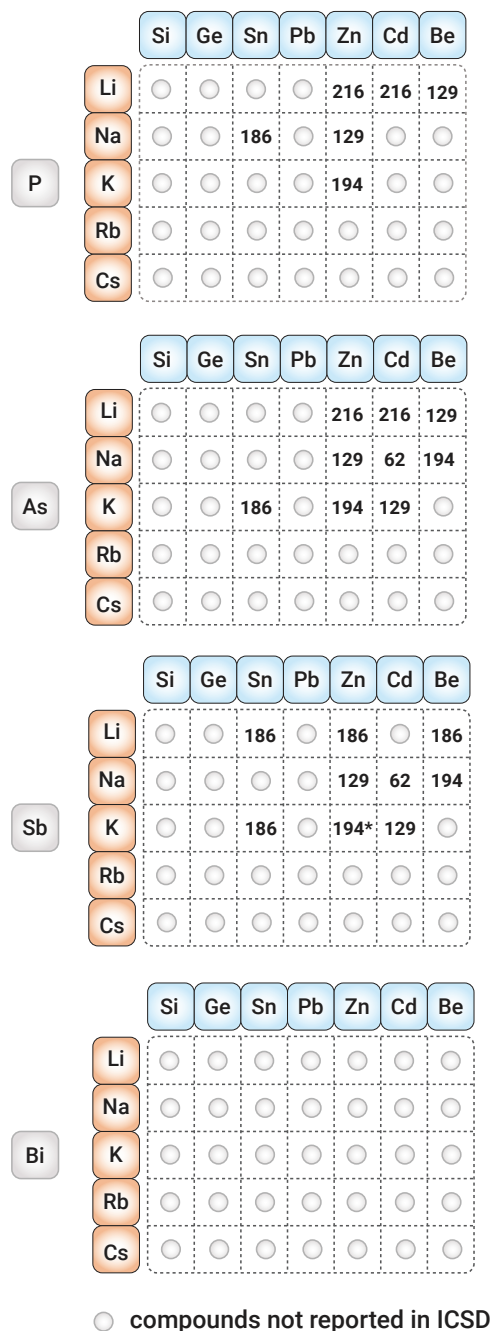 Si Ge Sn Pb Zn Cd Be
Li 216 216 129
Na 186 129
P
K 194
Rb
Cs
Si Ge Sn Pb Zn Cd Be
Li 216 216 129
Na 129 62 194
As
K 186 194 129
Rb
Cs
Si Ge Sn Pb Zn Cd Be
Li 186 186 186
Na 129 62 194
Sb
K 186 194* 129
Rb
Cs
Si Ge Sn Pb Zn Cd Be
Li
Na
Bi
K
Rb
Cs
compounds not reported in ICSD